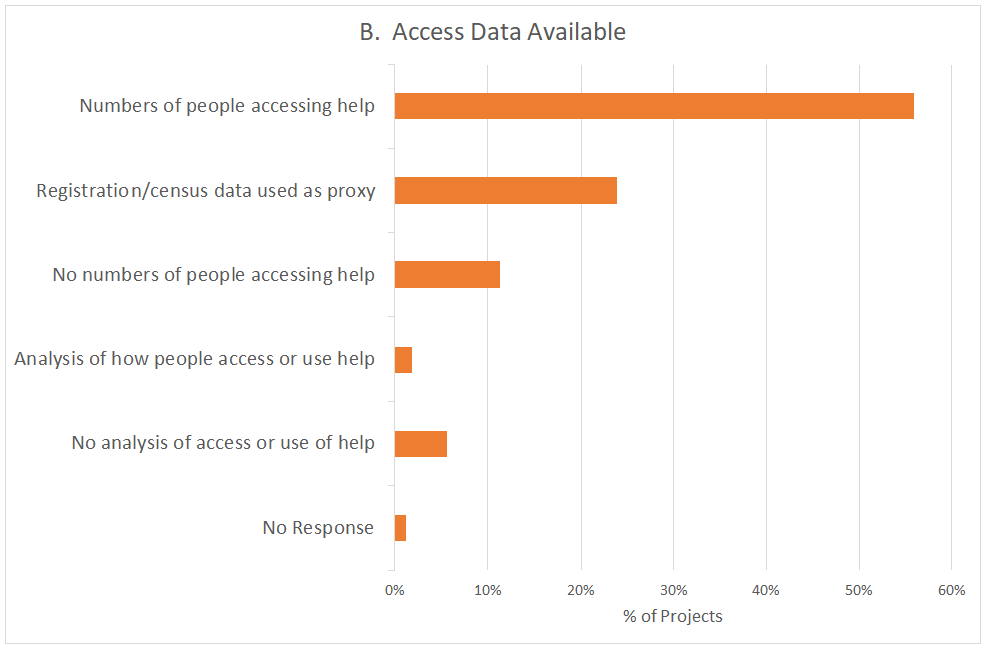 B. Access Data Available
Numbers of people accessing help
Registration/census data used as proxy
No numbers of people accessing help
Analysis of how people access or use help
No analysis of access or use of help
No Response
0% 10% 20% 30% 40% 50% 60%
% of Projects